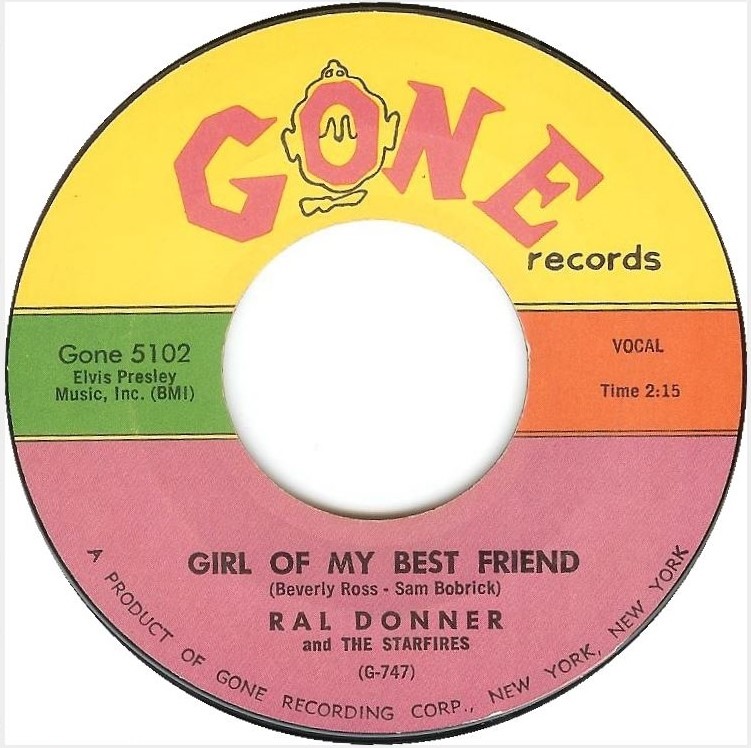 GONE
records
Gone 5102
Elvis Presley
Music, Inc. (BMI)
VOCAL
Time 2:15
GIRL OF MY BEST FRIEND
(Beverly Ross - Sam Bobrick)
RAL DONNER
and THE STARFIRES
(G-747)
A PRODUCT OF GONE RECORDING CORP., NEW YORK, NEW YORK